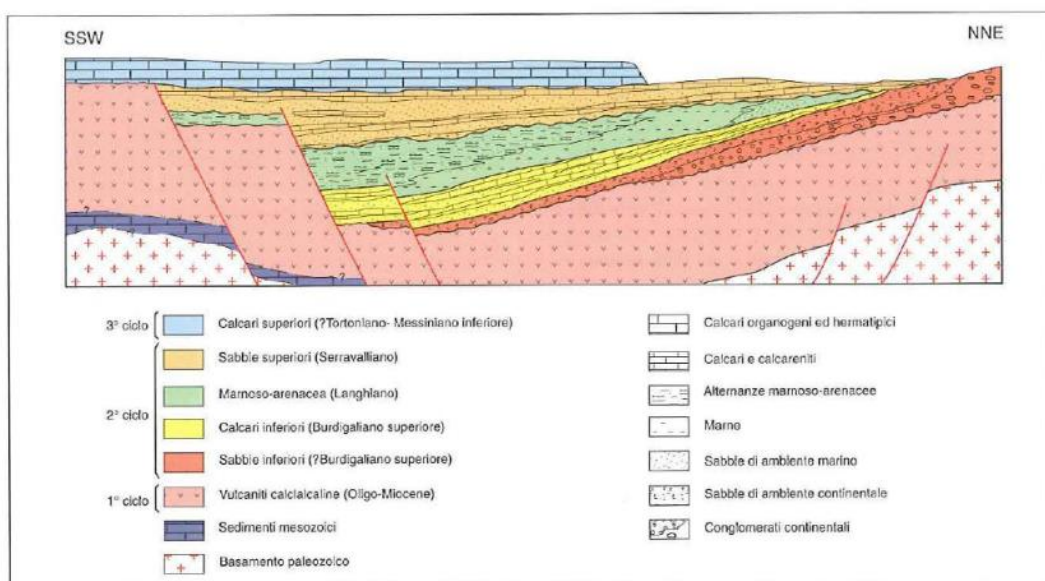 SSW
NNE
?
?
3° ciclo
Calcari superiori (?Tortoniano- Messiniano inferiore)
2° ciclo
Sabbie superiori (Serravalliano)
Marnoso-arenacea (Langhiano)
Calcari inferiori (Burdigaliano superiore)
Sabbie inferiori (?Burdigaliano superiore)
1° ciclo
Vulcaniti calcialcaline (Oligo-Miocene)
Sedimenti mesozoici
Basamento paleozoico
Calcari organogeni ed hermatipici
Calcari e calcareniti
Alternanze marnoso-arenacee
Marne
Sabbie di ambiente marino
Sabbie di ambiente continentale
Conglomerati continentali